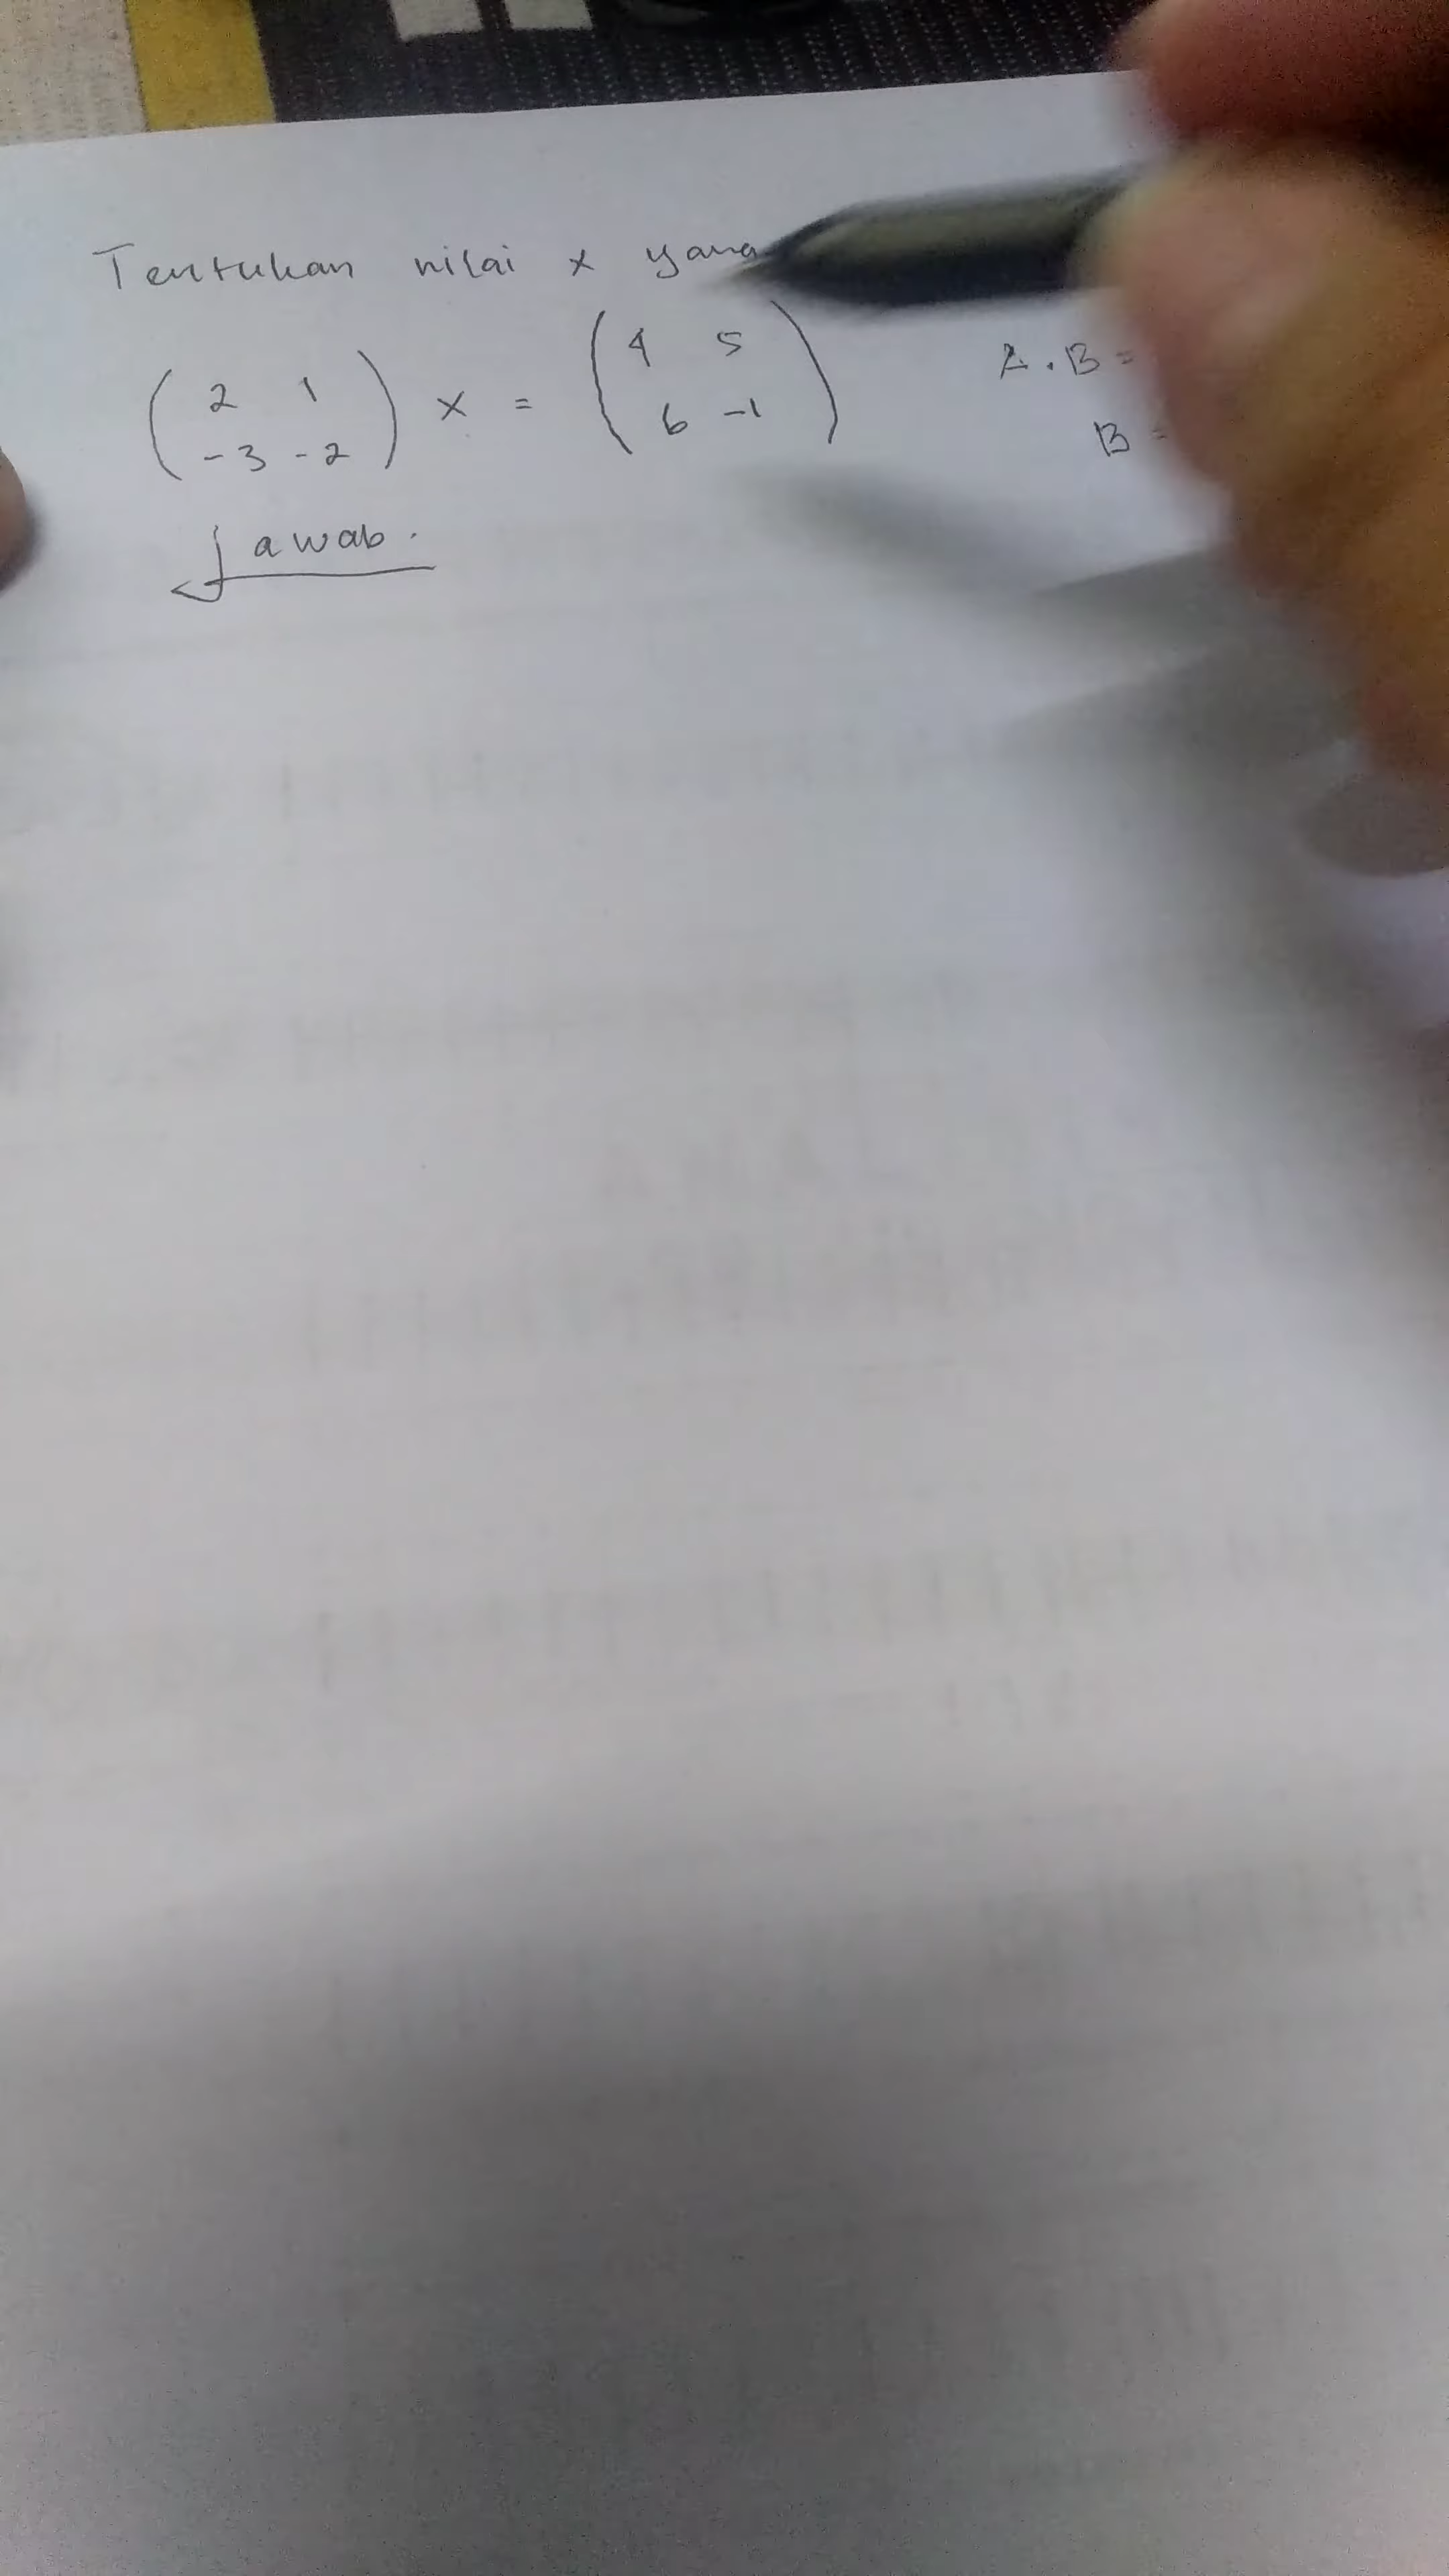 Tentukan nilai x yang
( 2 1 ) x = ( 4 5 ) A . B =
-3 -2 6 -1 B =
Jawab.